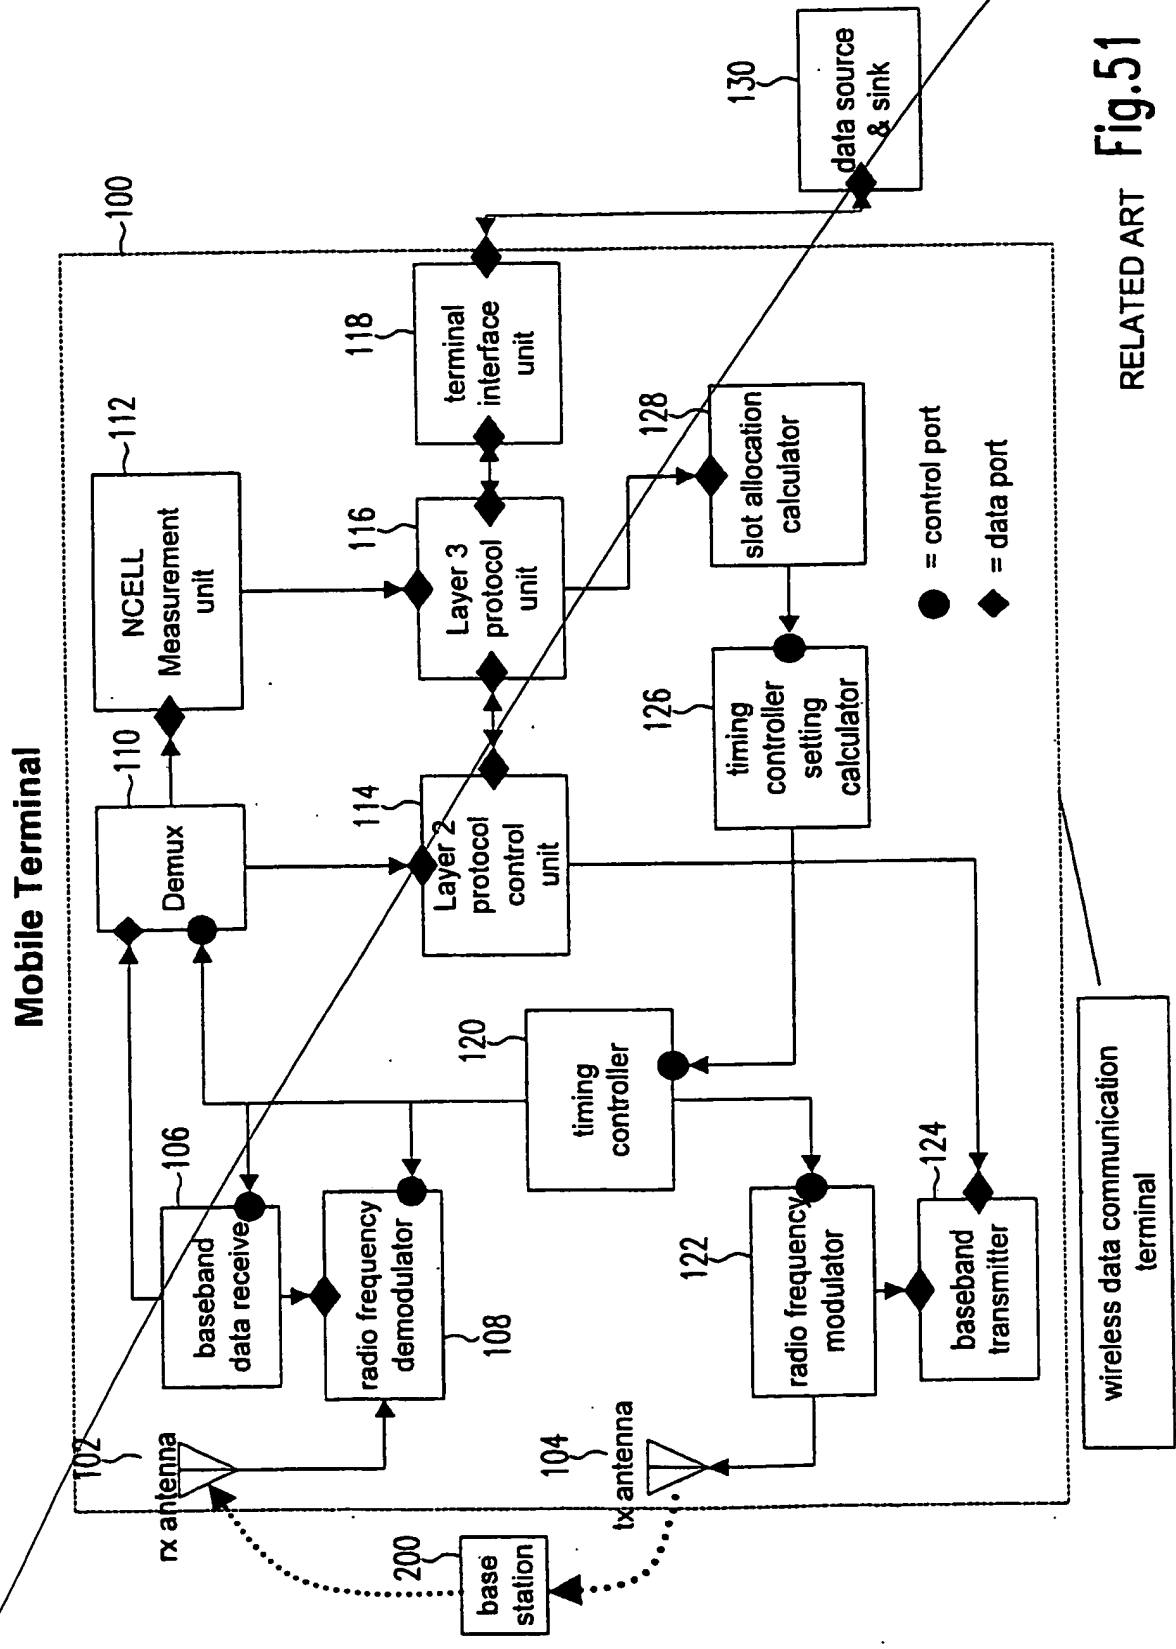 Mobile Terminal
100
112
NCELL
Measurement
unit
110
Demux
106
baseband
data receive
102
rx antenna
108
radio frequency
demodulator
114
Layer 2
protocol
control
unit
116
Layer 3
protocol
unit
118
terminal
interface
unit
130
data source
& sink
120
timing
controller
126
timing
controller
setting
calculator
128
slot allocation
calculator
104
tx antenna
122
radio frequency
modulator
124
baseband
transmitter
200
base
station
= control port
= data port
wireless data communication
terminal
RELATED ART Fig.51